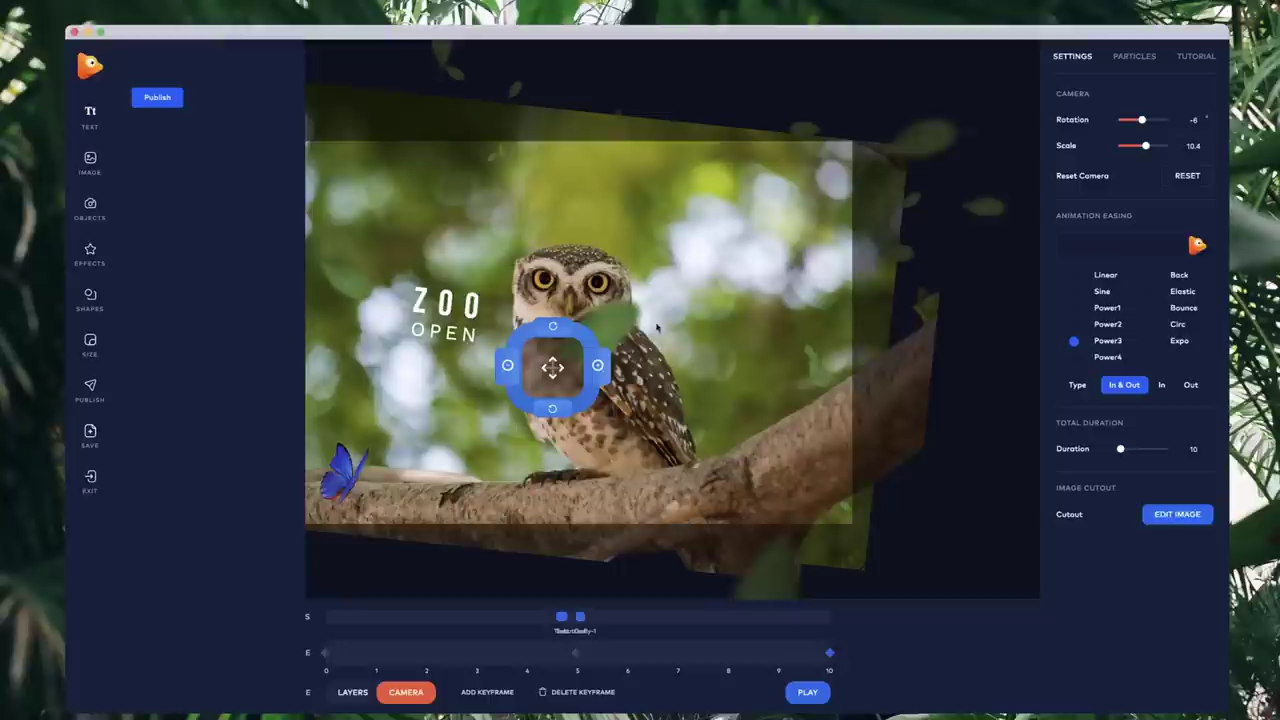 SETTINGS PARTICLES TUTORIAL
Publish
Tt
TEXT
IMAGE
OBJECTS
EFFECTS
SHAPES
SIZE
PUBLISH
SAVE
EXIT
ZOO
OPEN
CAMERA
Rotation -6 °
Scale 10.4
Reset Camera RESET
ANIMATION EASING
Linear Back
Sine Elastic
Power1 Bounce
Power2 Circ
Power3 Expo
Power4
Type In & Out In Out
TOTAL DURATION
Duration 10
IMAGE CUTOUT
Cutout EDIT IMAGE
S
E
0 1 2 3 4 5 6 7 8 9 10
E LAYERS CAMERA ADD KEYFRAME DELETE KEYFRAME PLAY